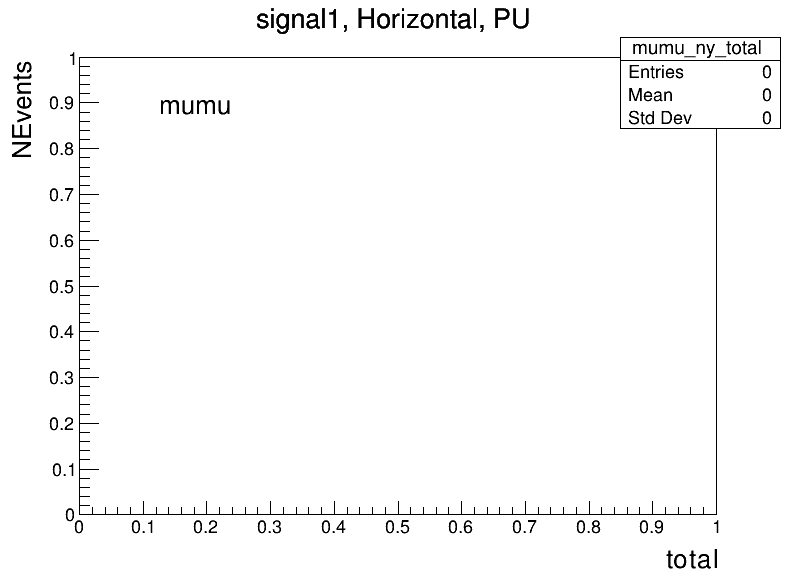 signal1, Horizontal, PU
mumu_ny_total
Entries 0
Mean 0
Std Dev 0
NEvents
mumu
1
0.9
0.8
0.7
0.6
0.5
0.4
0.3
0.2
0.1
0
0 0.1 0.2 0.3 0.4 0.5 0.6 0.7 0.8 0.9 1
total